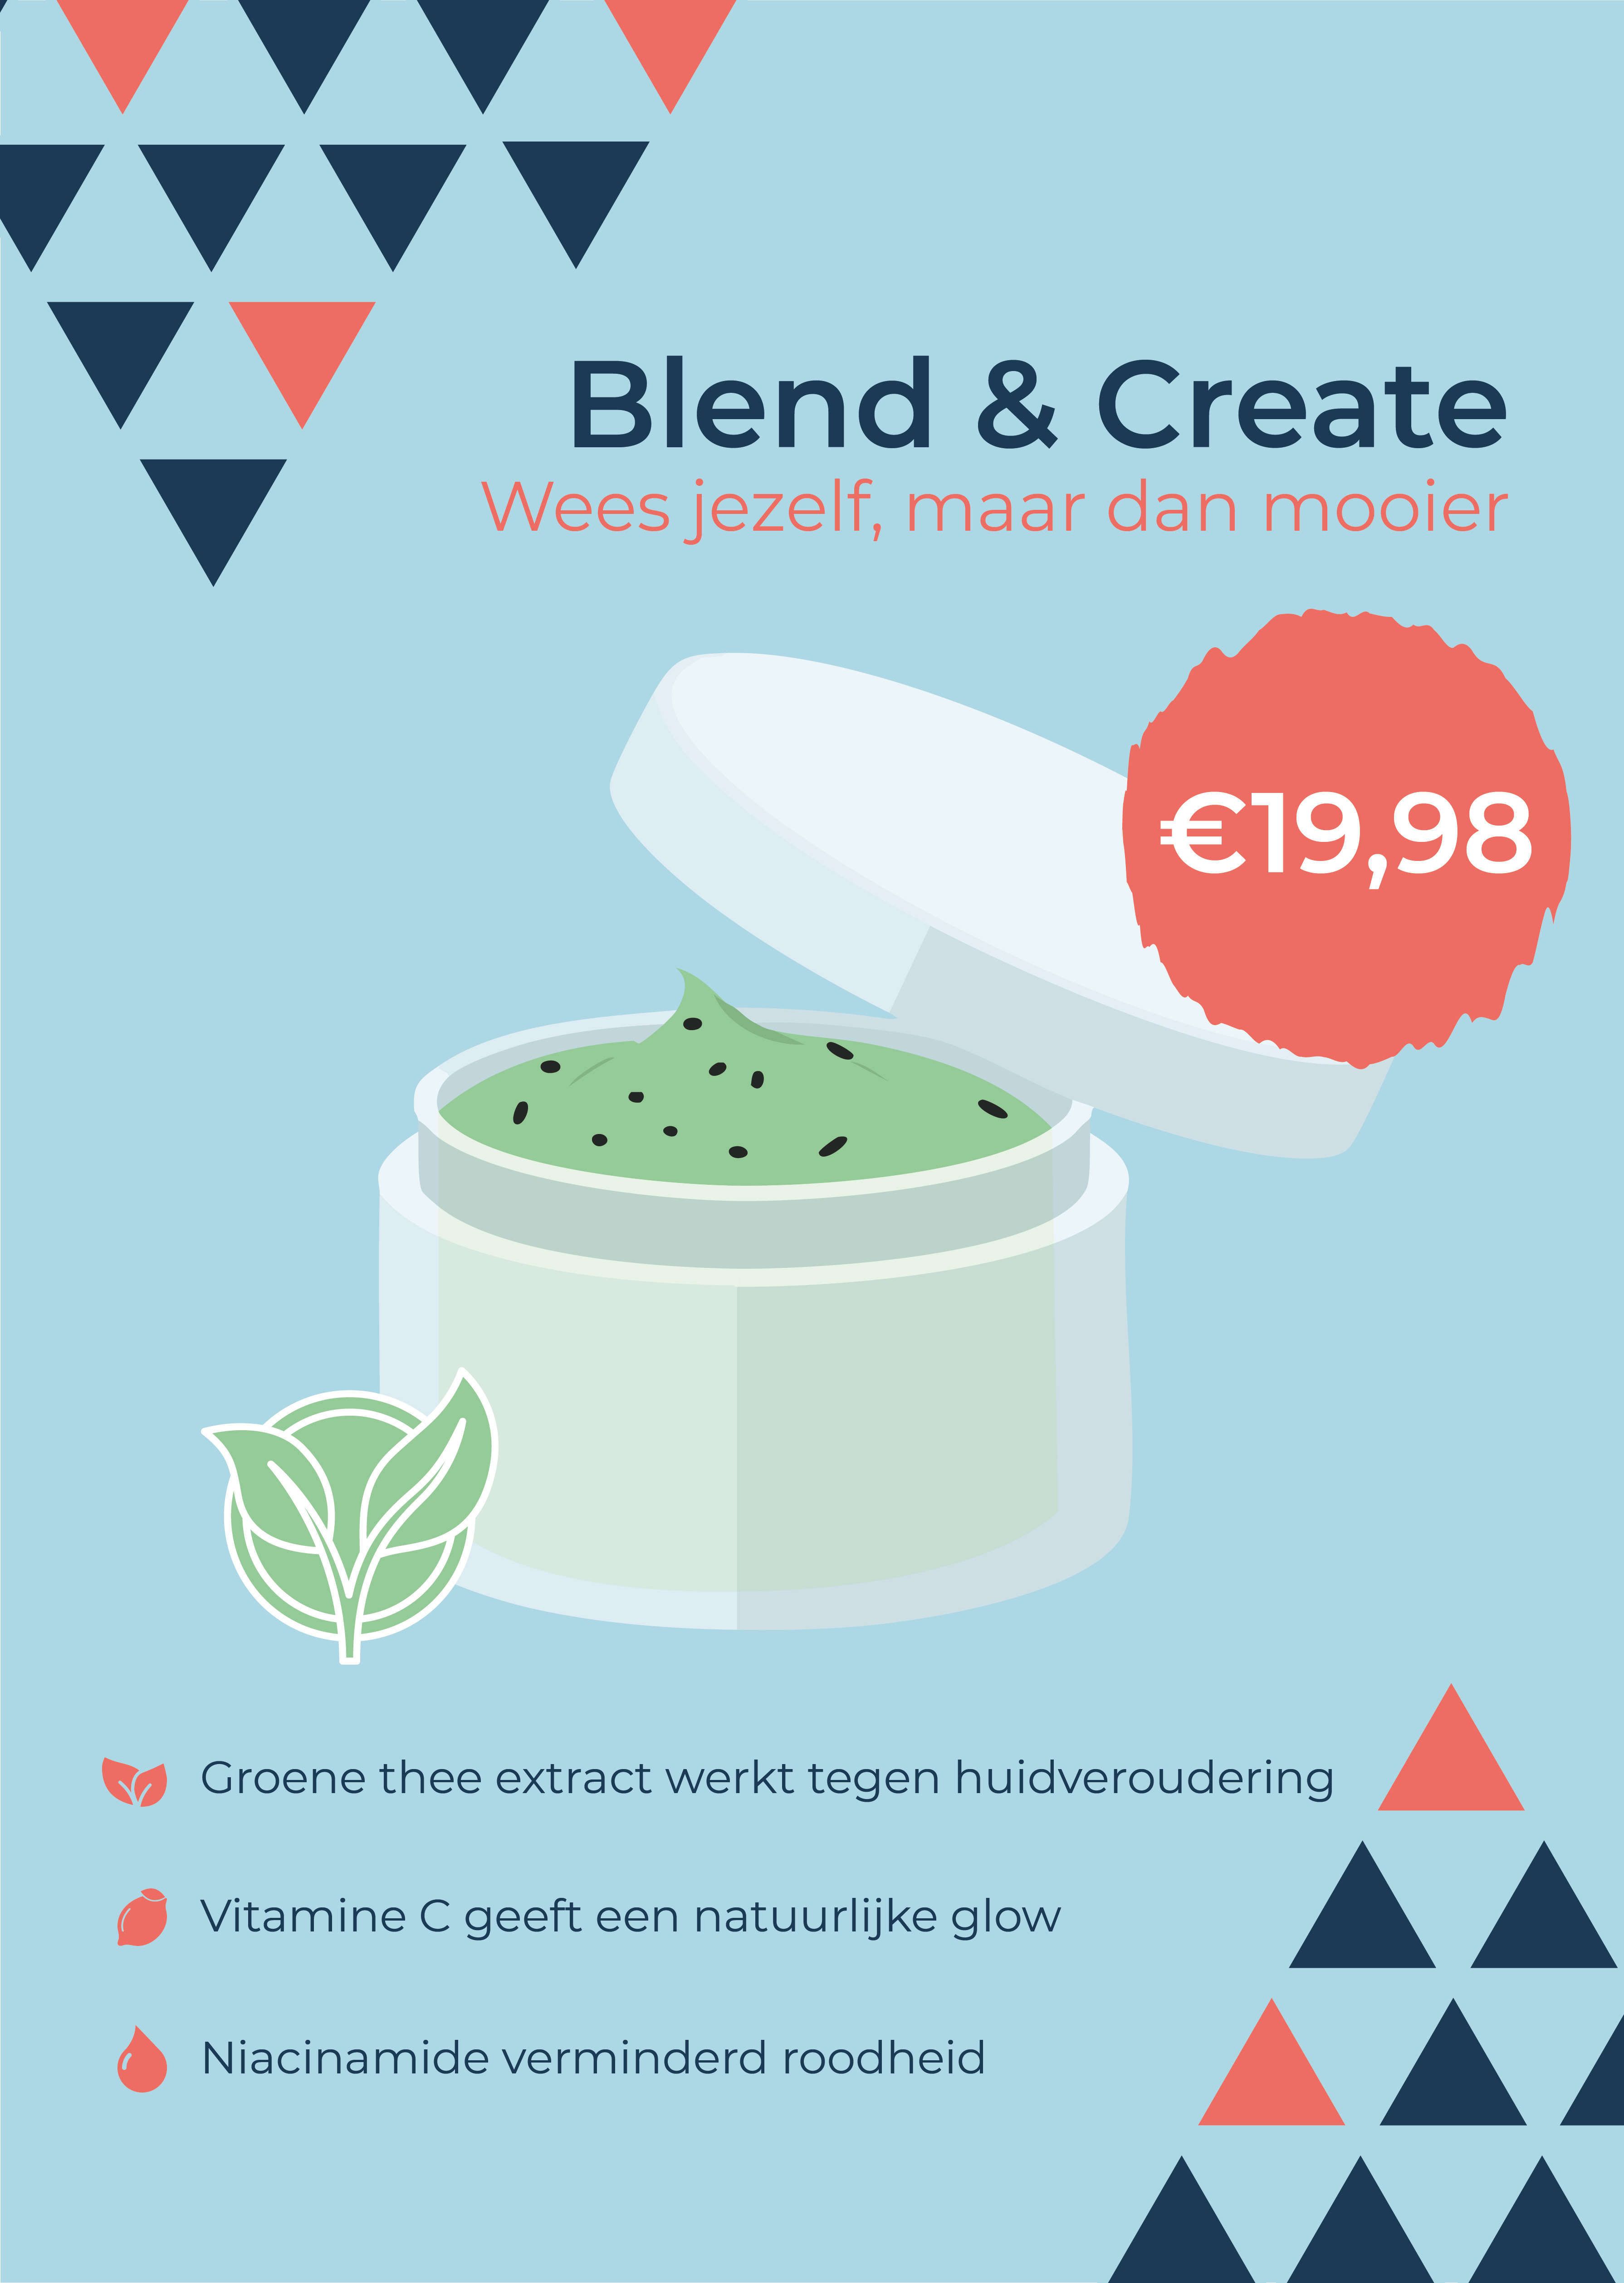 Blend & Create
Wees jezelf, maar dan mooier
€19,98
Groene thee extract werkt tegen huidveroudering
Vitamine C geeft een natuurlijke glow
Niacinamide verminderd roodheid